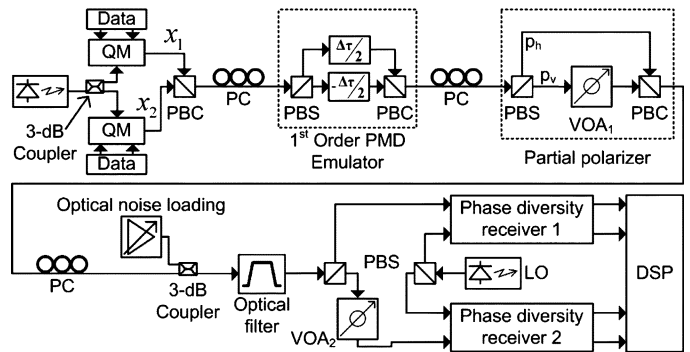 Data
QM
x1
3-dB
Coupler
x2
QM
Data
PBC
PC
PBS
Δτ/2
-Δτ/2
PBC
1st Order PMD
Emulator
PC
PBS
ph
pv
VOA1
PBC
Partial polarizer
Optical noise loading
PC
3-dB
Coupler
Optical
filter
PBS
VOA2
Phase diversity
receiver 1
LO
Phase diversity
receiver 2
DSP